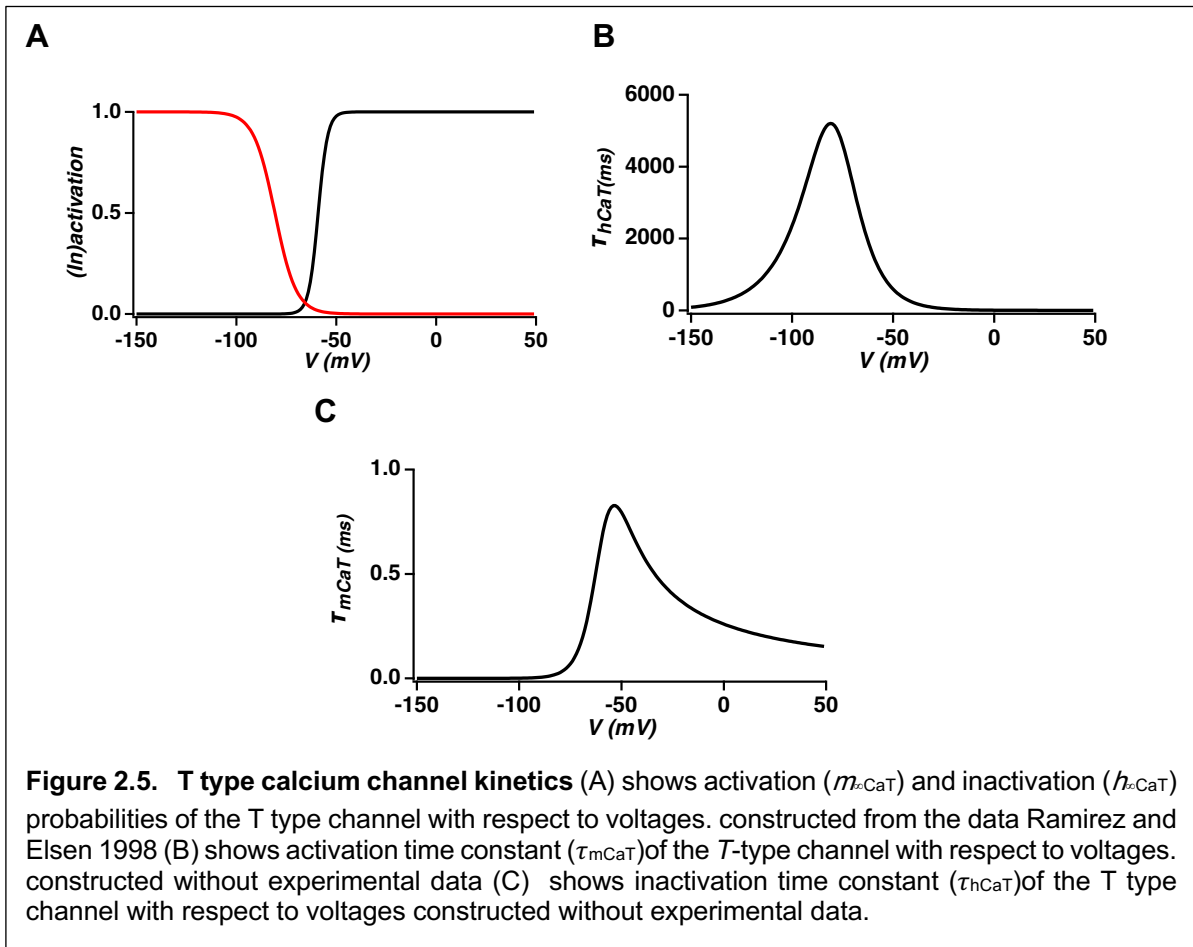 A
B
(In)activation
1.0
0.5
0.0
-150
-100
-50
0
50
V (mV)
τhCaT(ms)
6000
4000
2000
0
-150
-100
-50
0
50
V (mV)
C
τmCaT (ms)
1.0
0.5
0.0
-150
-100
-50
0
50
V (mV)
Figure 2.5. T type calcium channel kinetics (A) shows activation (m∞CaT) and inactivation (h∞CaT)
probabilities of the T type channel with respect to voltages. constructed from the data Ramirez and
Elsen 1998 (B) shows activation time constant (τmCaT)of the T-type channel with respect to voltages.
constructed without experimental data (C) shows inactivation time constant (τhCaT)of the T type
channel with respect to voltages constructed without experimental data.